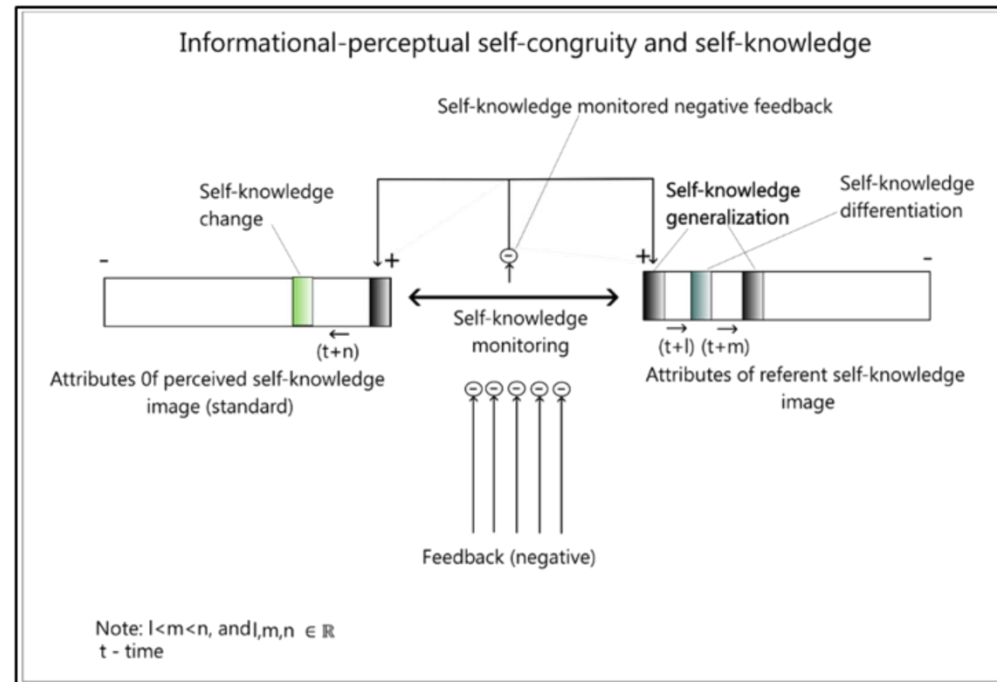 Informational-perceptual self-congruity and self-knowledge
Self-knowledge monitored negative feedback
Self-knowledge
change
Self-knowledge
generalization
Self-knowledge
differentiation
-
+
+
-
⊖
(t+n)
Self-knowledge
monitoring
(t+l) (t+m)
Attributes 0f perceived self-knowledge
image (standard)
Attributes of referent self-knowledge
image
⊖⊖⊖⊖⊖
Feedback (negative)
Note: l<m<n, and l,m,n ∈ ℝ
t - time